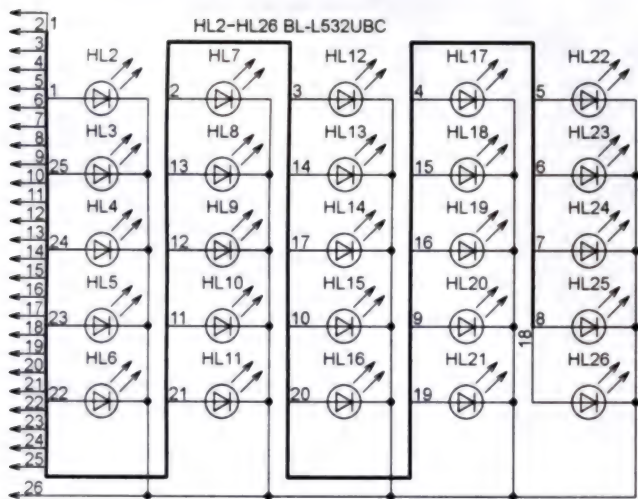 HL2–HL26 BL-L532UBC
1
2 1
3
4
5
6
7
8
9
10
11
12
13
14
15
16
17
18
19
20
21
22
23
24
25
26
HL2 HL7 HL12 HL17 HL22
1 2 3 4 5
HL3 HL8 HL13 HL18 HL23
25 13 14 15 6
HL4 HL9 HL14 HL19 HL24
24 12 17 16 7
HL5 HL10 HL15 HL20 HL25
23 11 10 9 8
18
HL6 HL11 HL16 HL21 HL26
22 21 20 19